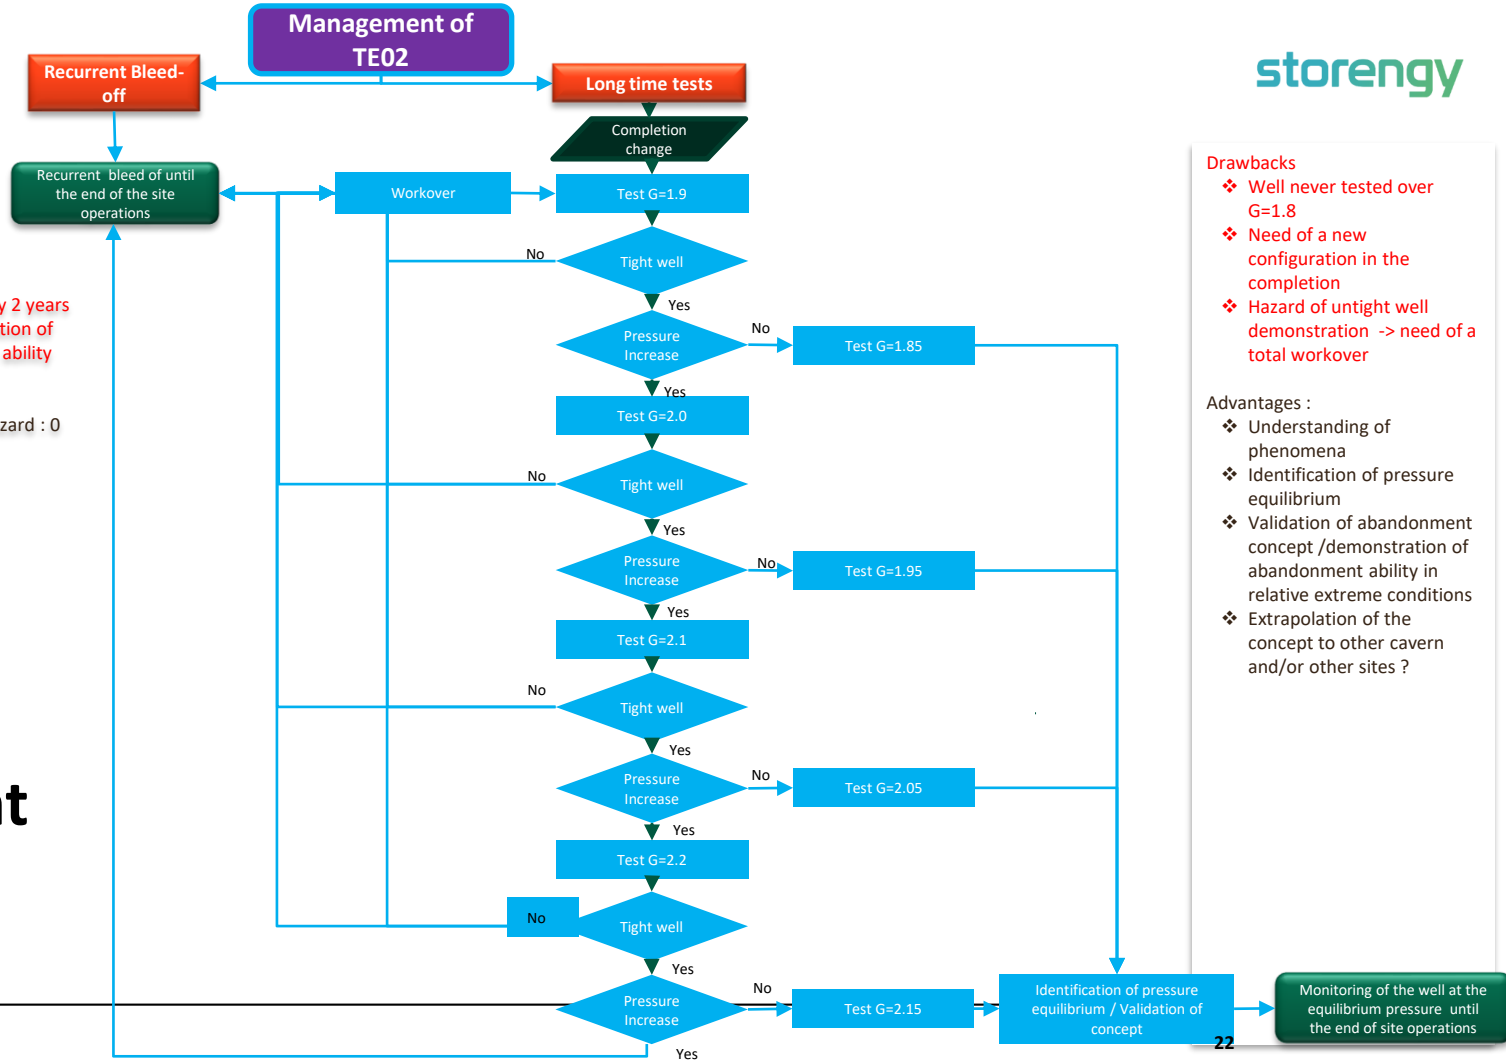 Management of
TE02
storengy
Recurrent Bleed-
off
Long time tests
Completion
change
Recurrent  bleed of until
the end of the site
operations
Workover
Test G=1.9
No
Tight well
Yes
Pressure
Increase
No
Test G=1.85
Yes
Test G=2.0
No
Tight well
Yes
Pressure
Increase
No
Test G=1.95
Yes
Test G=2.1
No
Tight well
Yes
Pressure
Increase
No
Test G=2.05
Yes
Test G=2.2
No
Tight well
Yes
Pressure
Increase
No
Test G=2.15
Yes
Identification of pressure
equilibrium / Validation of
concept
Monitoring of the well at the
equilibrium pressure  until
the end of site operations
y 2 years
tion of
ability
zard : 0
nt
Drawbacks
❖ Well never tested over
G=1.8
❖ Need of a new
configuration in the
completion
❖ Hazard of untight well
demonstration  -> need of a
total workover
Advantages :
❖ Understanding of
phenomena
❖ Identification of pressure
equilibrium
❖ Validation of abandonment
concept /demonstration of
abandonment ability in
relative extreme conditions
❖ Extrapolation of the
concept to other cavern
and/or other sites ?
22